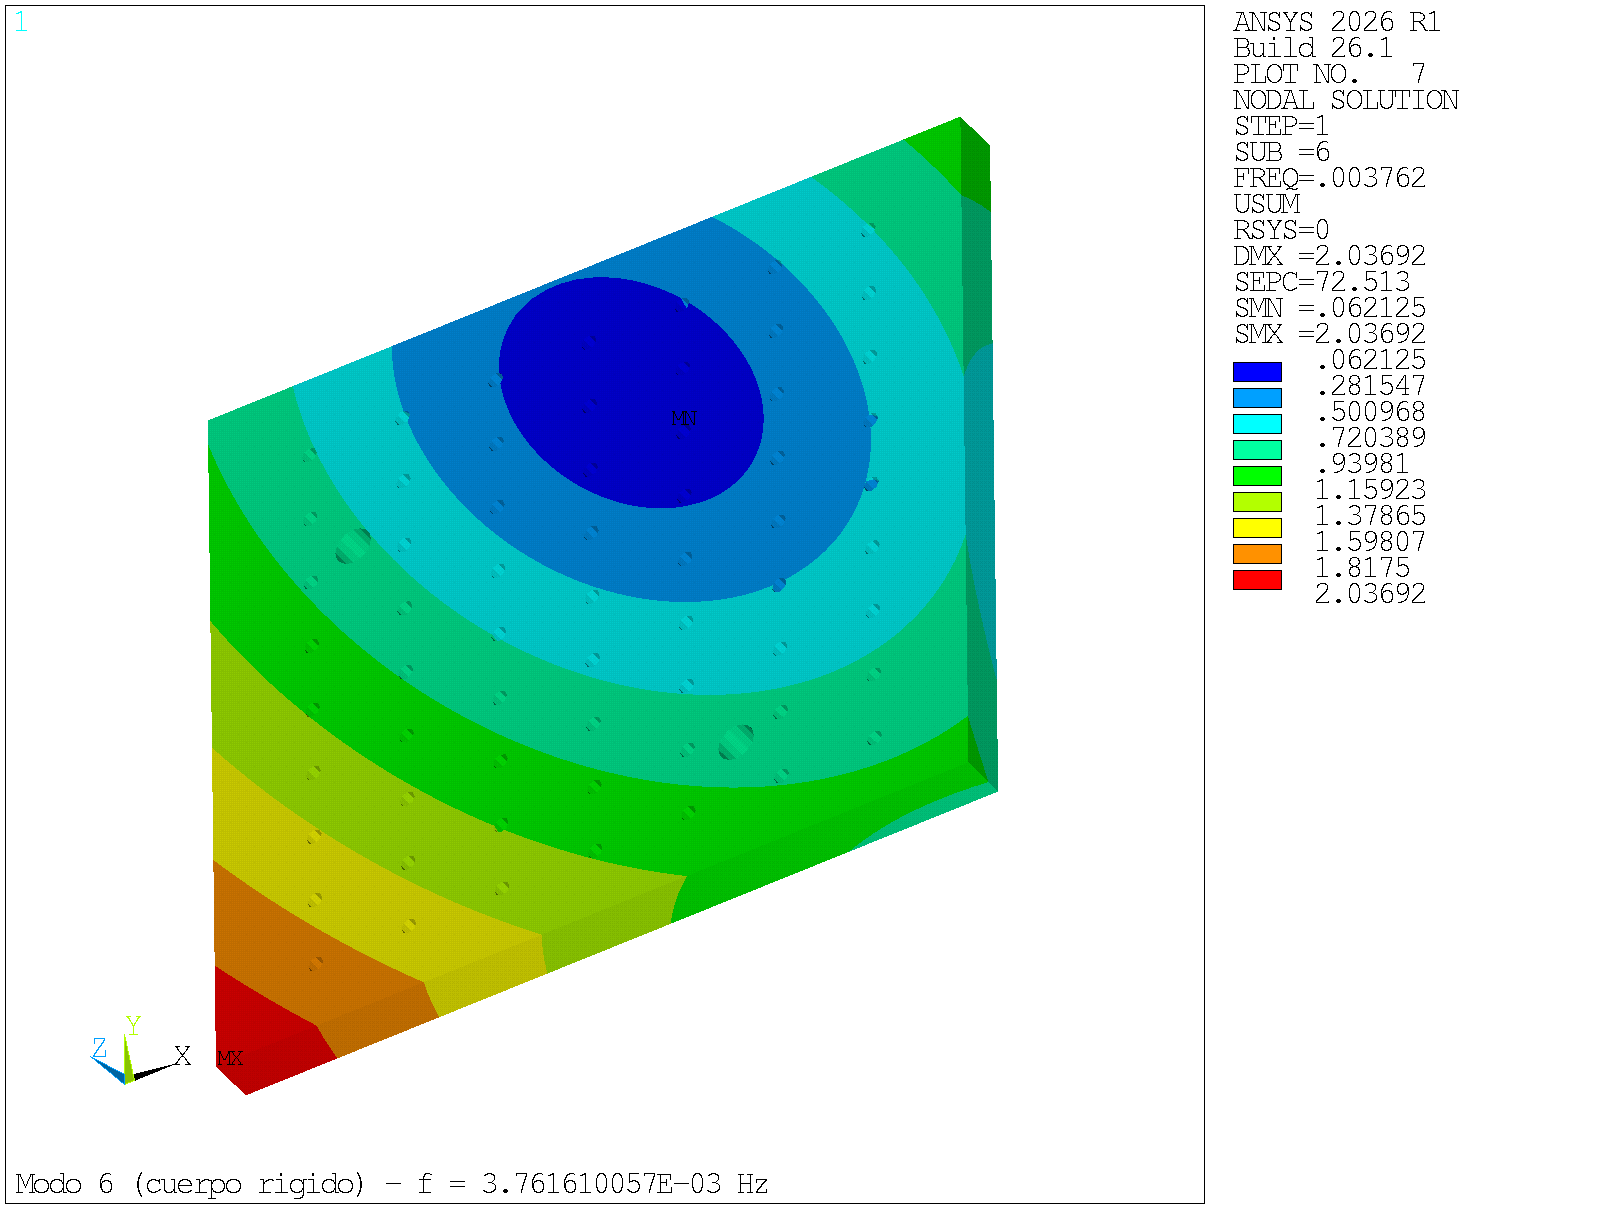 1
ANSYS 2026 R1
Build 26.1
PLOT NO.   7
NODAL SOLUTION
STEP=1
SUB =6
FREQ=.003762
USUM
RSYS=0
DMX =2.03692
SEPC=72.513
SMN =.062125
SMX =2.03692
.062125
.281547
.500968
.720389
.93981
1.15923
1.37865
1.59807
1.8175
2.03692
MN
Y
Z
X
MX
Modo 6 (cuerpo rigido) - f = 3.761610057E-03 Hz